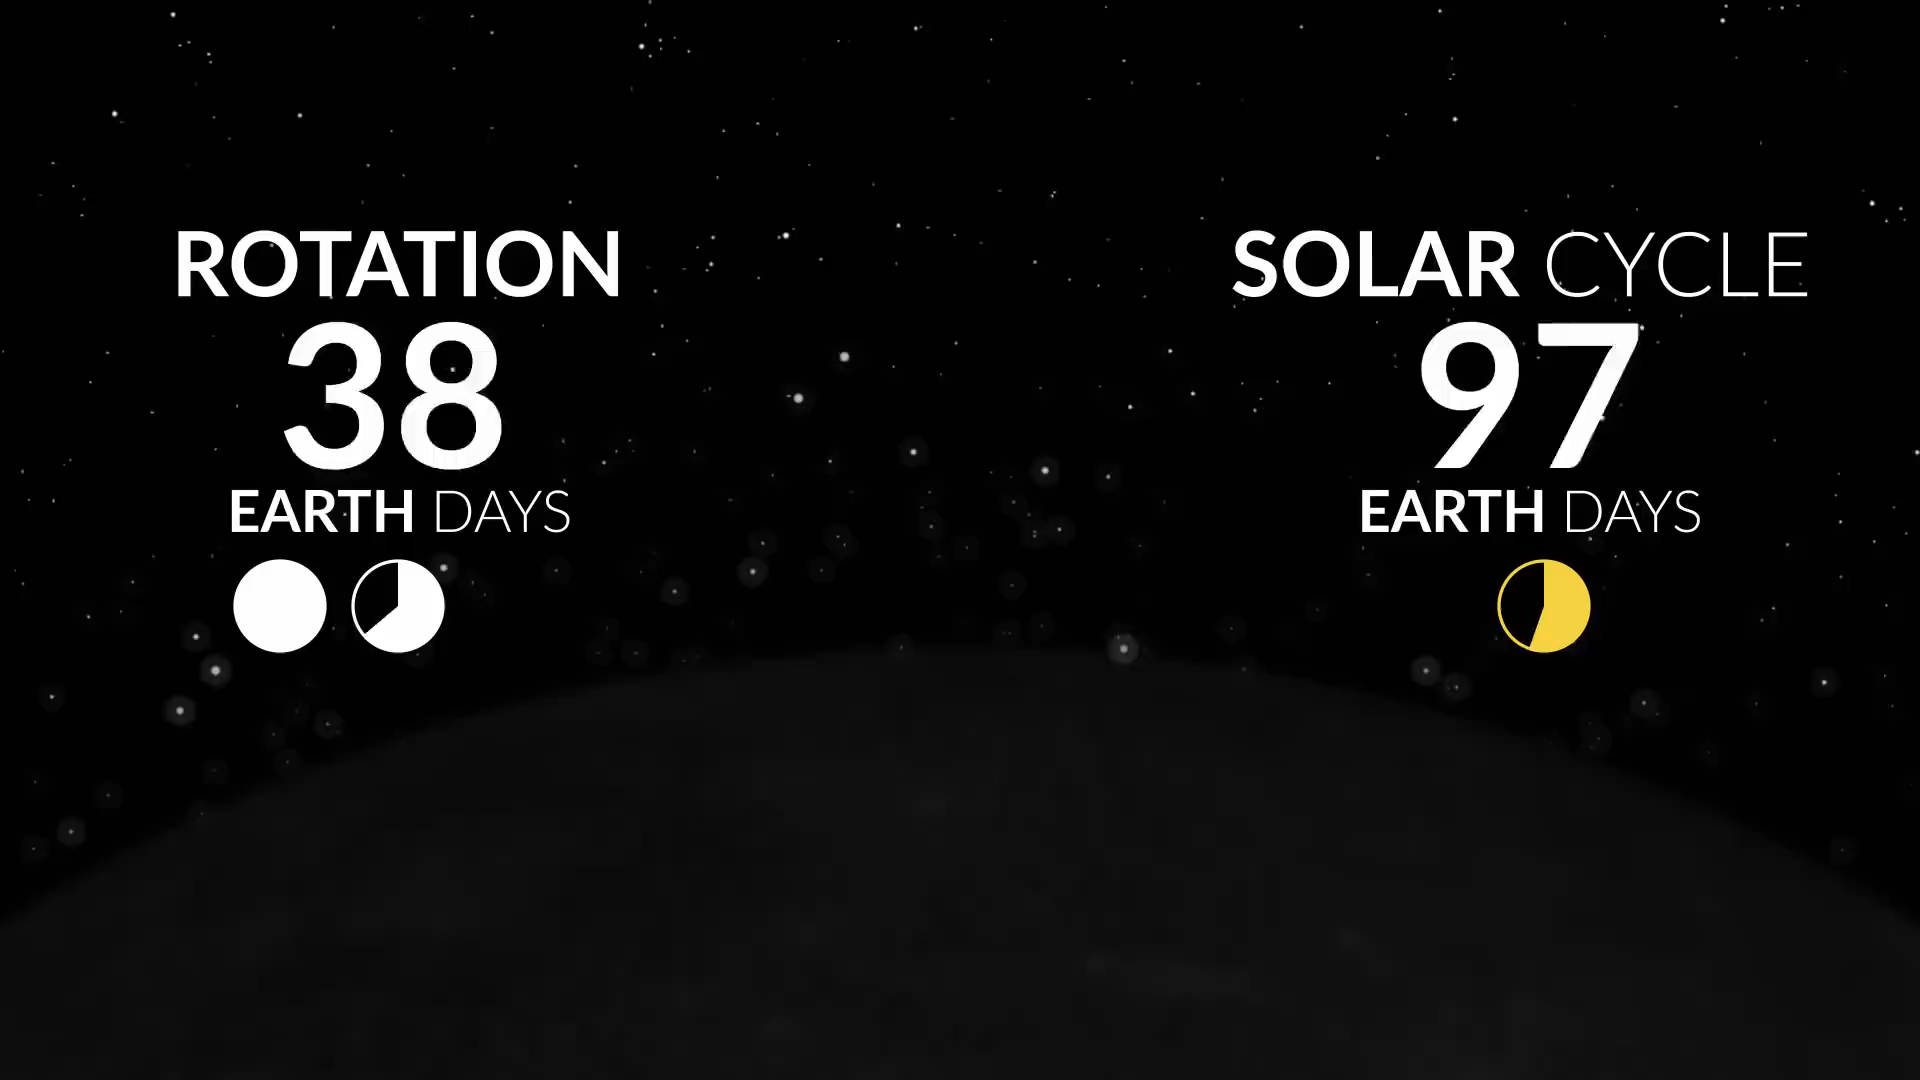 ROTATION
38
EARTH DAYS
SOLAR CYCLE
97
EARTH DAYS